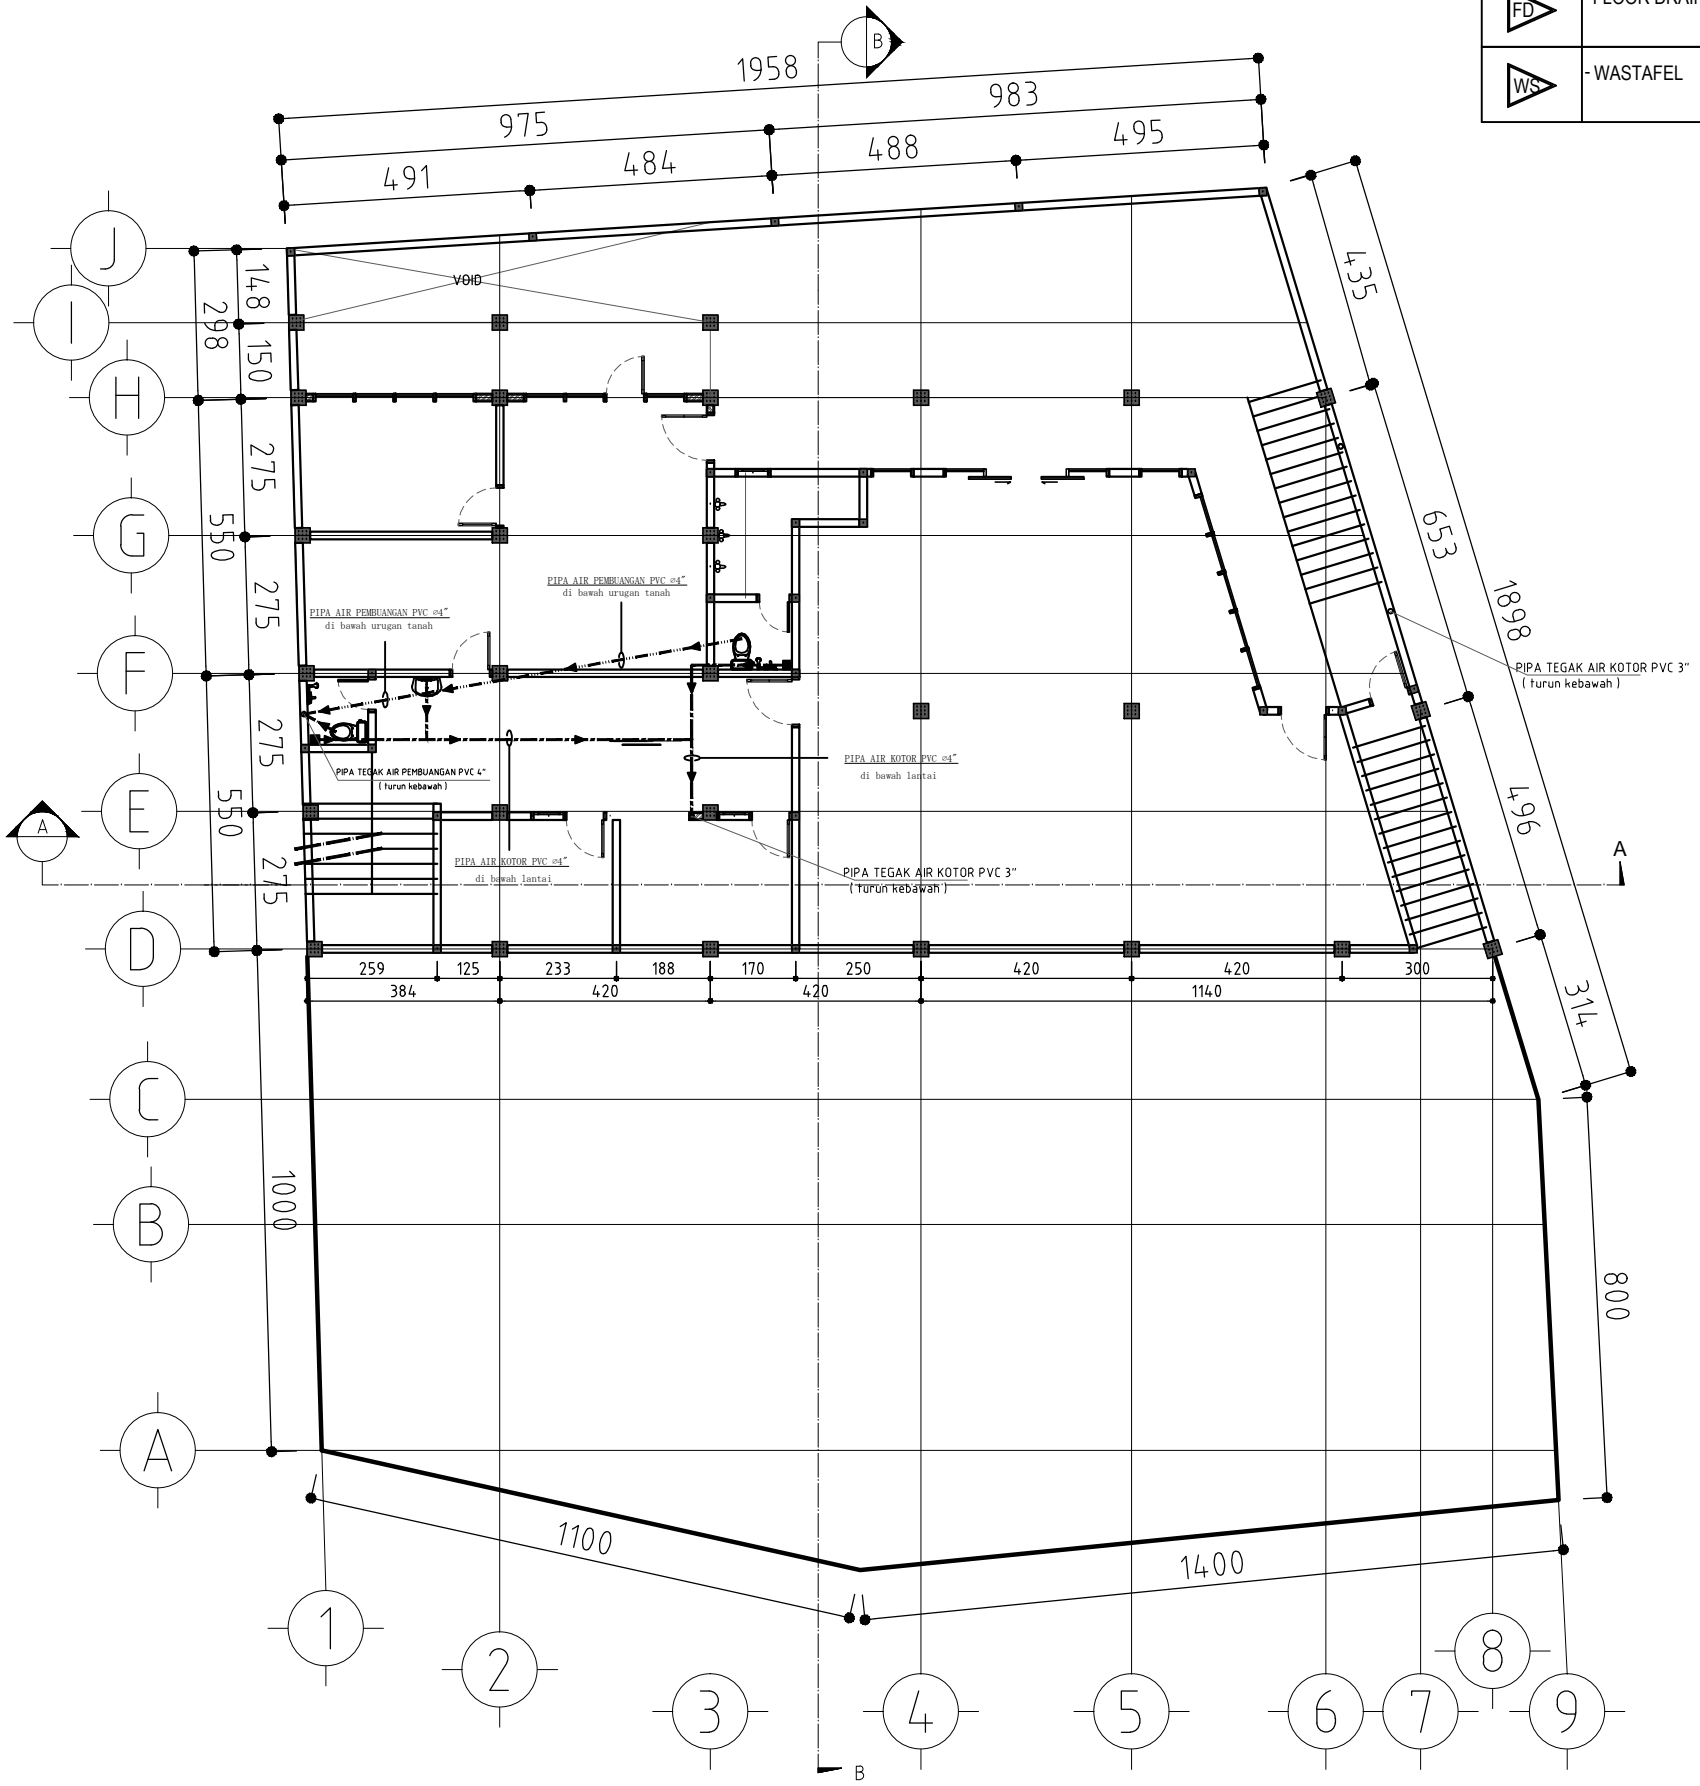 FD
WS
- WASTAFEL
B
1958
975
983
491
484
488
495
J
I
H
G
F
E
D
C
B
A
148
298
150
275
550
275
275
550
275
1000
435
653
1898
496
314
800
VOID
PIPA AIR PEMBUANGAN PVC ⌀4"
di bawah urugan tanah
PIPA AIR PEMBUANGAN PVC ⌀4"
di bawah urugan tanah
PIPA TEGAK AIR KOTOR PVC 3"
( turun kebawah )
PIPA AIR KOTOR PVC ⌀4"
di bawah lantai
PIPA TEGAK AIR PEMBUANGAN PVC 4"
( turun kebawah )
A
A
PIPA AIR KOTOR PVC ⌀4"
di bawah lantai
PIPA TEGAK AIR KOTOR PVC 3"
( turun kebawah )
259
125
233
188
170
250
420
420
300
384
420
420
1140
1100
1400
1
2
3
4
5
6
7
8
9
B